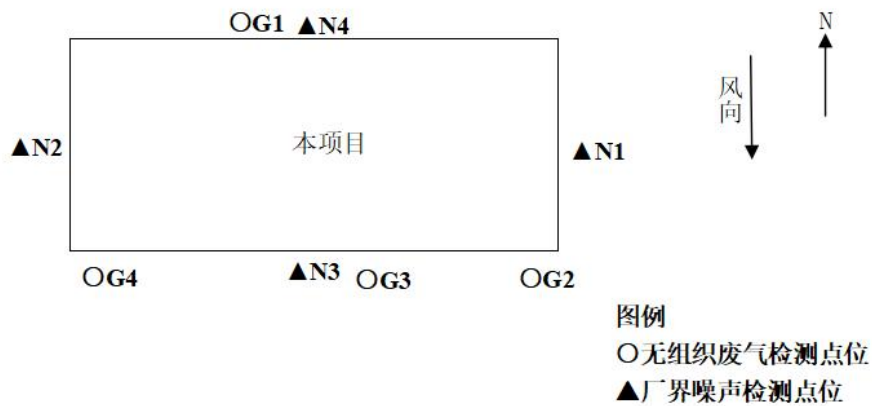 ○G1 ▲N4
N
风向
▲N2
本项目
▲N1
○G4
▲N3
○G3
○G2
图例
○无组织废气检测点位
▲厂界噪声检测点位